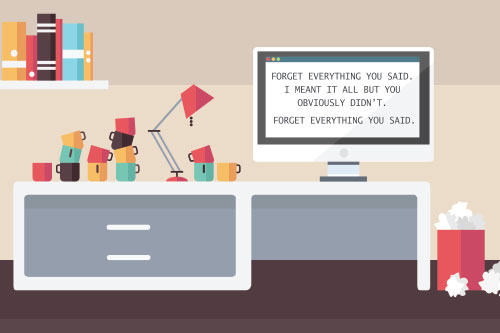 FORGET EVERYTHING YOU SAID.
I MEANT IT ALL BUT YOU
OBVIOUSLY DIDN'T.
FORGET EVERYTHING YOU SAID.